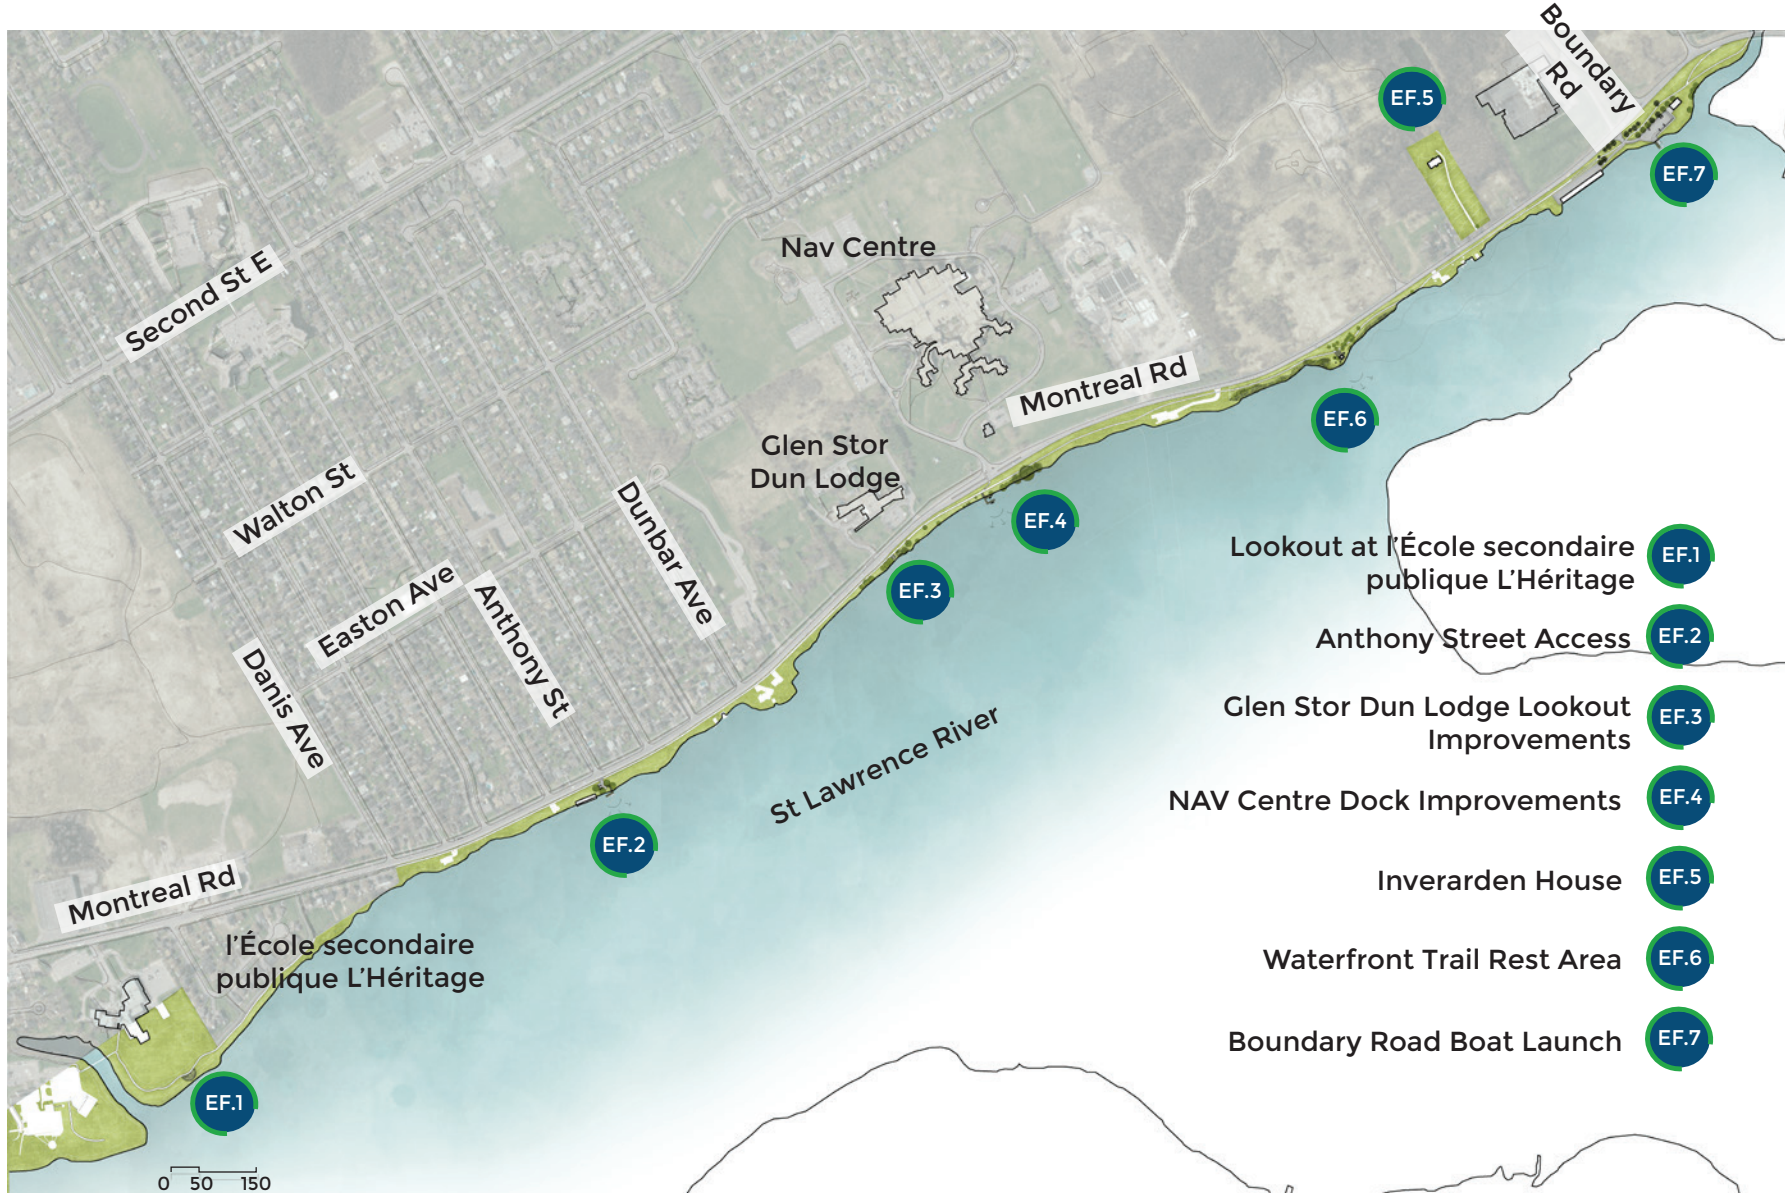 Boundary
Rd
EF.5
EF.7
Nav Centre
Second St E
Montreal Rd
EF.6
Glen Stor
Dun Lodge
Walton St
Dunbar Ave
EF.4
EF.3
Easton Ave
Anthony St
Danis Ave
St Lawrence River
EF.2
Montreal Rd
l'École secondaire
publique L'Héritage
EF.1
0 50 150
Lookout at l'École secondaire
publique L'Héritage
EF.1
Anthony Street Access
EF.2
Glen Stor Dun Lodge Lookout
Improvements
EF.3
NAV Centre Dock Improvements
EF.4
Inverarden House
EF.5
Waterfront Trail Rest Area
EF.6
Boundary Road Boat Launch
EF.7